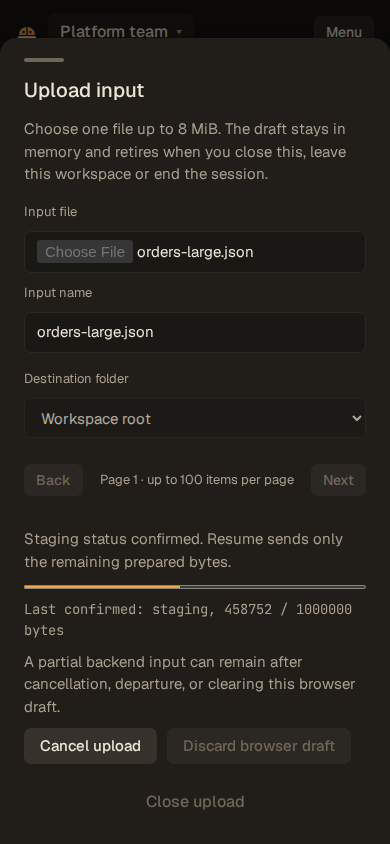 Platform team ▾
Menu
Upload input
Choose one file up to 8 MiB. The draft stays in
memory and retires when you close this, leave
this workspace or end the session.
Input file
Choose File orders-large.json
Input name
orders-large.json
Destination folder
Workspace root
Back
Page 1 · up to 100 items per page
Next
Staging status confirmed. Resume sends only
the remaining prepared bytes.
Last confirmed: staging, 458752 / 1000000
bytes
A partial backend input can remain after
cancellation, departure, or clearing this browser
draft.
Cancel upload
Discard browser draft
Close upload